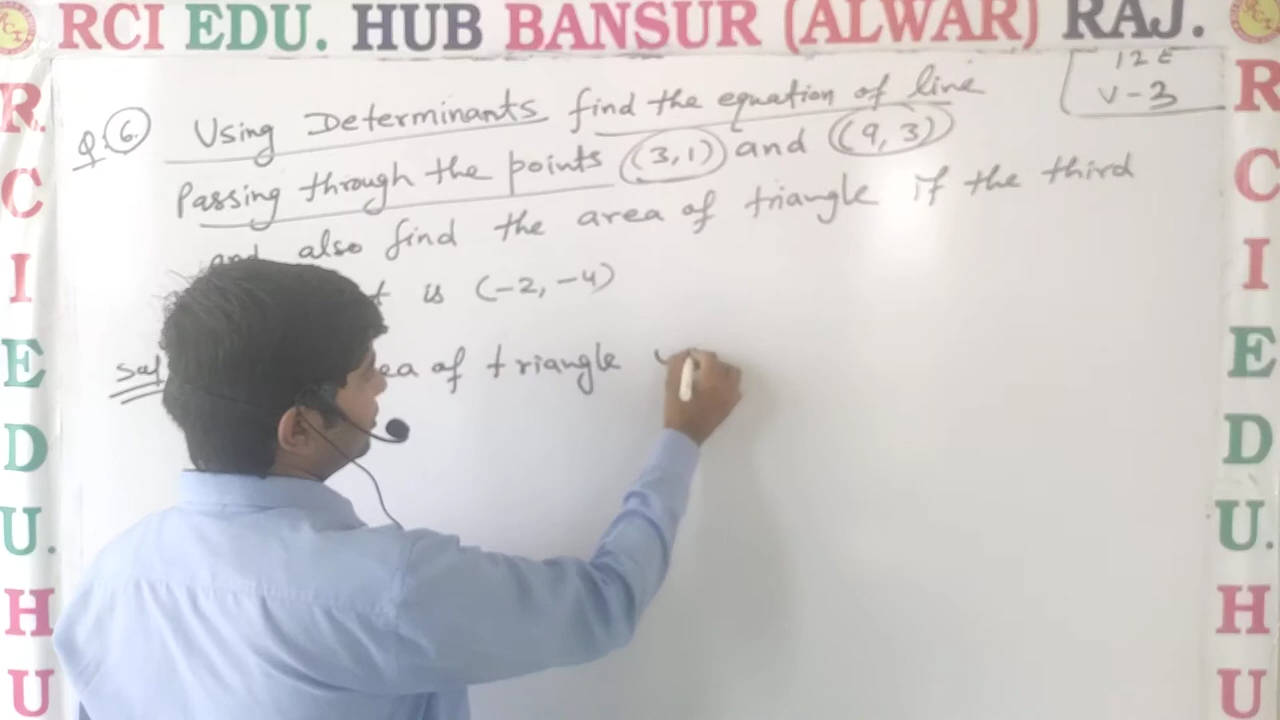 RCI EDU. HUB BANSUR (ALWAR) RAJ.
R.
C
I
E
D
U.
H
U
12
V-3
Q. 6. Using Determinants find the equation of line
Passing through the points (3,1) and (9, 3)
and also find the area of triangle if the third
is (-2, -4)
Sol
ea of triangle
R
C
I
E
D
U.
H
U